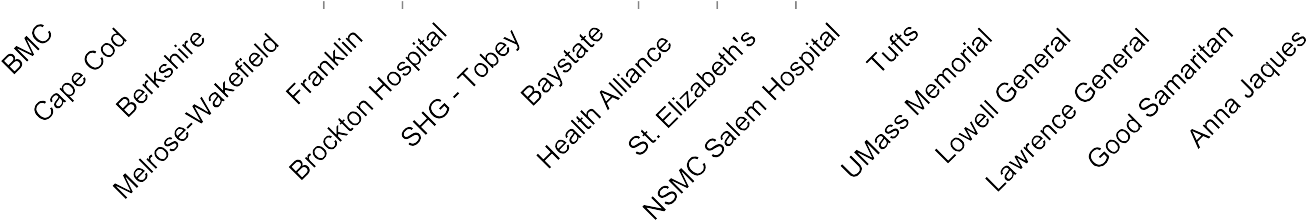 BMC
Cape Cod
Berkshire
Melrose-Wakefield
Franklin
Brockton Hospital
SHG - Tobey
Baystate
Health Alliance
St. Elizabeth's
NSMC Salem Hospital
Tufts
UMass Memorial
Lowell General
Lawrence General
Good Samaritan
Anna Jaques